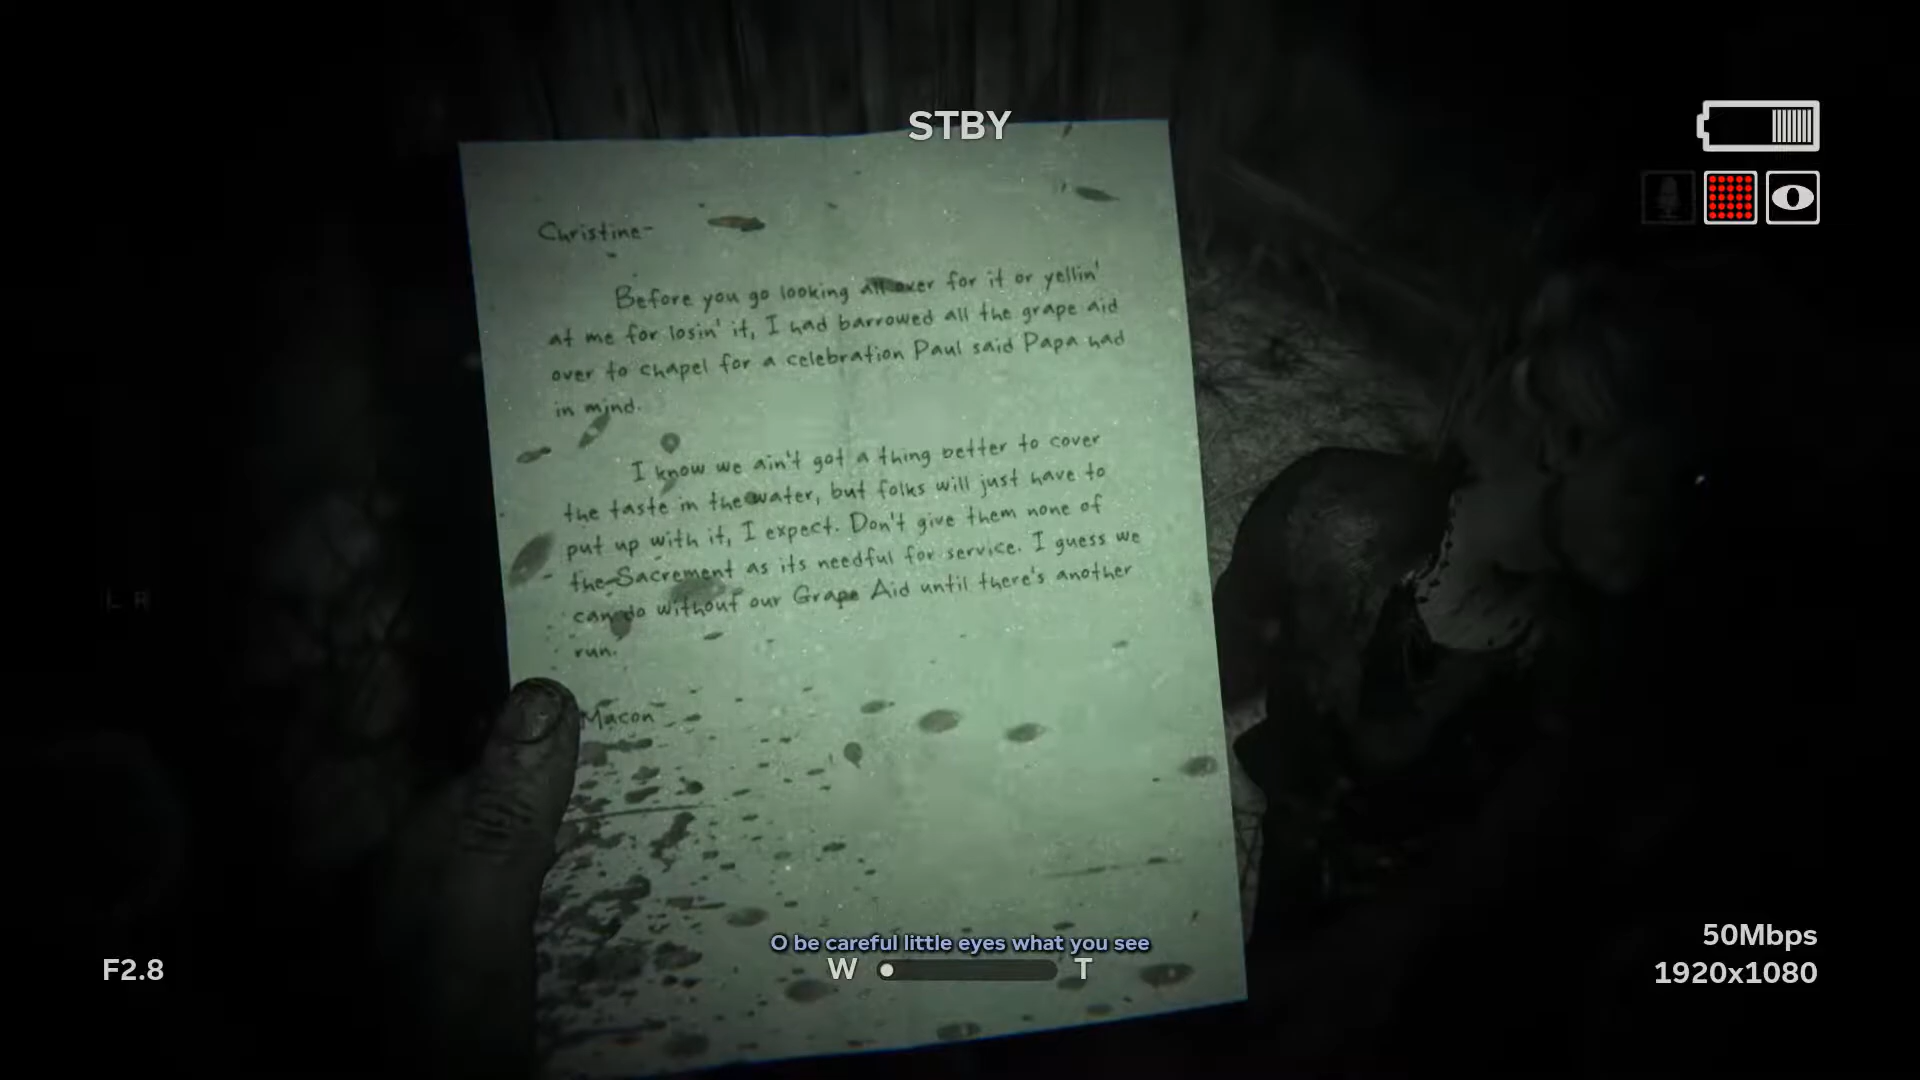 STBY
Christine-
Before you go looking all over for it or yellin'
at me for losin' it, I had barrowed all the grape aid
over to chapel for a celebration Paul said Papa had
in mind.
I know we ain't got a thing better to cover
the taste in the water, but folks will just have to
put up with it, I expect. Don't give them none of
the Sacrement as its needful for service. I guess we
can do without our Grape Aid until there's another
run.
Macon
L R
O be careful little eyes what you see
W T
F2.8
50Mbps
1920x1080